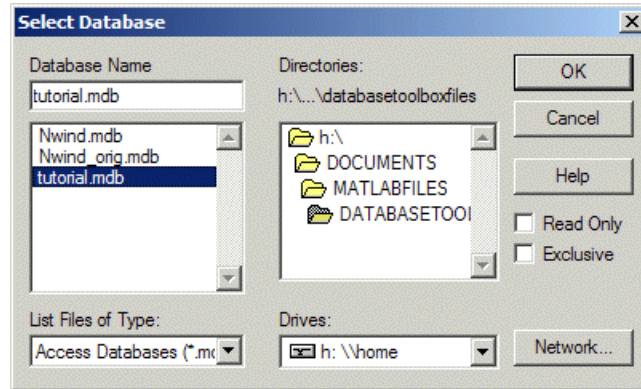 Select Database
Database Name
tutorial.mdb
Nwind.mdb
Nwind_orig.mdb
tutorial.mdb
List Files of Type:
Access Databases (*.mc
Directories:
h:\...\databasetoolboxfiles
h:\
DOCUMENTS
MATLABFILES
DATABASETOOI
Drives:
h: \\home
OK
Cancel
Help
Read Only
Exclusive
Network...